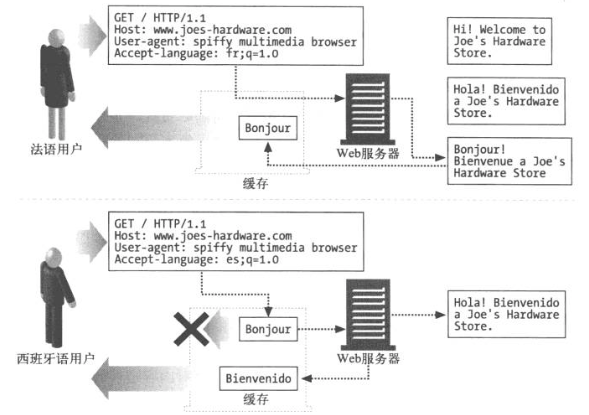 GET / HTTP/1.1
Host: www.joes-hardware.com
User-agent: spiffy multimedia browser
Accept-language: fr;q=1.0
Hi! Welcome to
Joe's Hardware
Store.
Hola! Bienvenido
a Joe's Hardware
Store.
Bonjour
Bonjour!
Bienvenue a Joe's
Hardware Store
法语用户
Web服务器
缓存
GET / HTTP/1.1
Host: www.joes-hardware.com
User-agent: spiffy multimedia browser
Accept-language: es;q=1.0
Hola! Bienvenido
a Joe's Hardware
Store.
Bonjour
西班牙语用户
Web服务器
Bienvenido
缓存